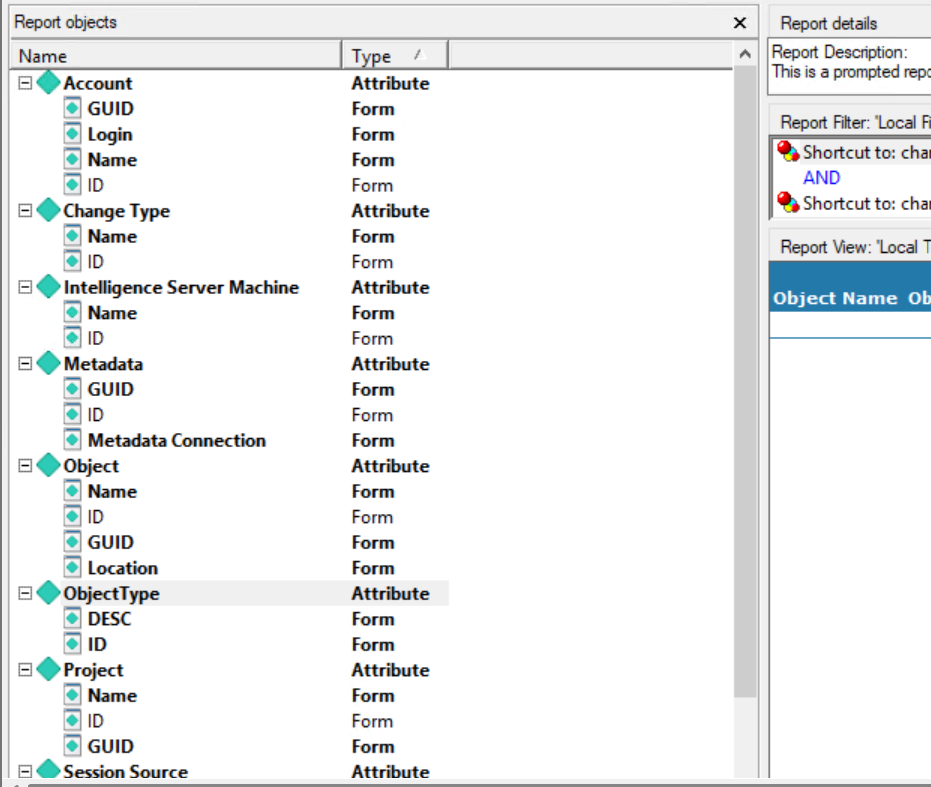 Report objects
Name Type
Account Attribute
GUID Form
Login Form
Name Form
ID Form
Change Type Attribute
Name Form
ID Form
Intelligence Server Machine Attribute
Name Form
ID Form
Metadata Attribute
GUID Form
ID Form
Metadata Connection Form
Object Attribute
Name Form
ID Form
GUID Form
Location Form
ObjectType Attribute
DESC Form
ID Form
Project Attribute
Name Form
ID Form
GUID Form
Session Source Attribute
Report details
Report Description:
This is a prompted repo
Report Filter: 'Local Fi
Shortcut to: char
AND
Shortcut to: char
Report View: 'Local T
Object Name Ob